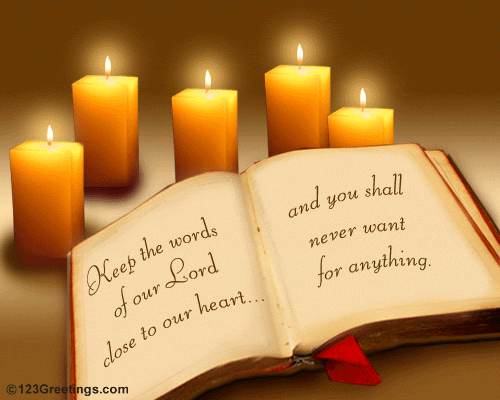 Keep the words
of our Lord
close to our heart...
and you shall
never want
for anything.
©123Greetings.com